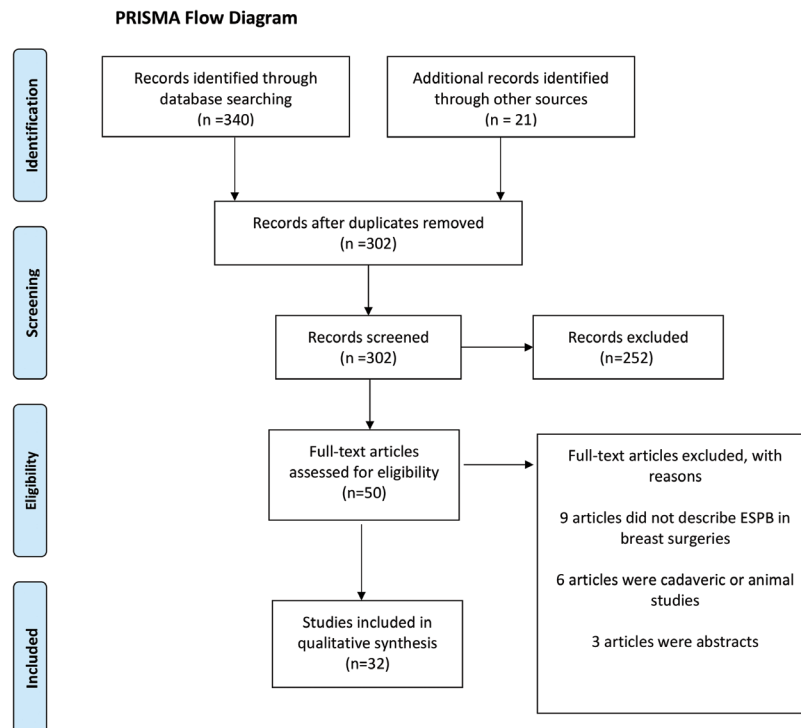 PRISMA Flow Diagram
Identification
Records identified through
database searching
(n =340)
Additional records identified
through other sources
(n = 21)
Records after duplicates removed
(n =302)
Screening
Records screened
(n =302)
Records excluded
(n=252)
Eligibility
Full-text articles
assessed for eligibility
(n=50)
Full-text articles excluded, with
reasons
9 articles did not describe ESPB in
breast surgeries
6 articles were cadaveric or animal
studies
3 articles were abstracts
Included
Studies included in
qualitative synthesis
(n=32)